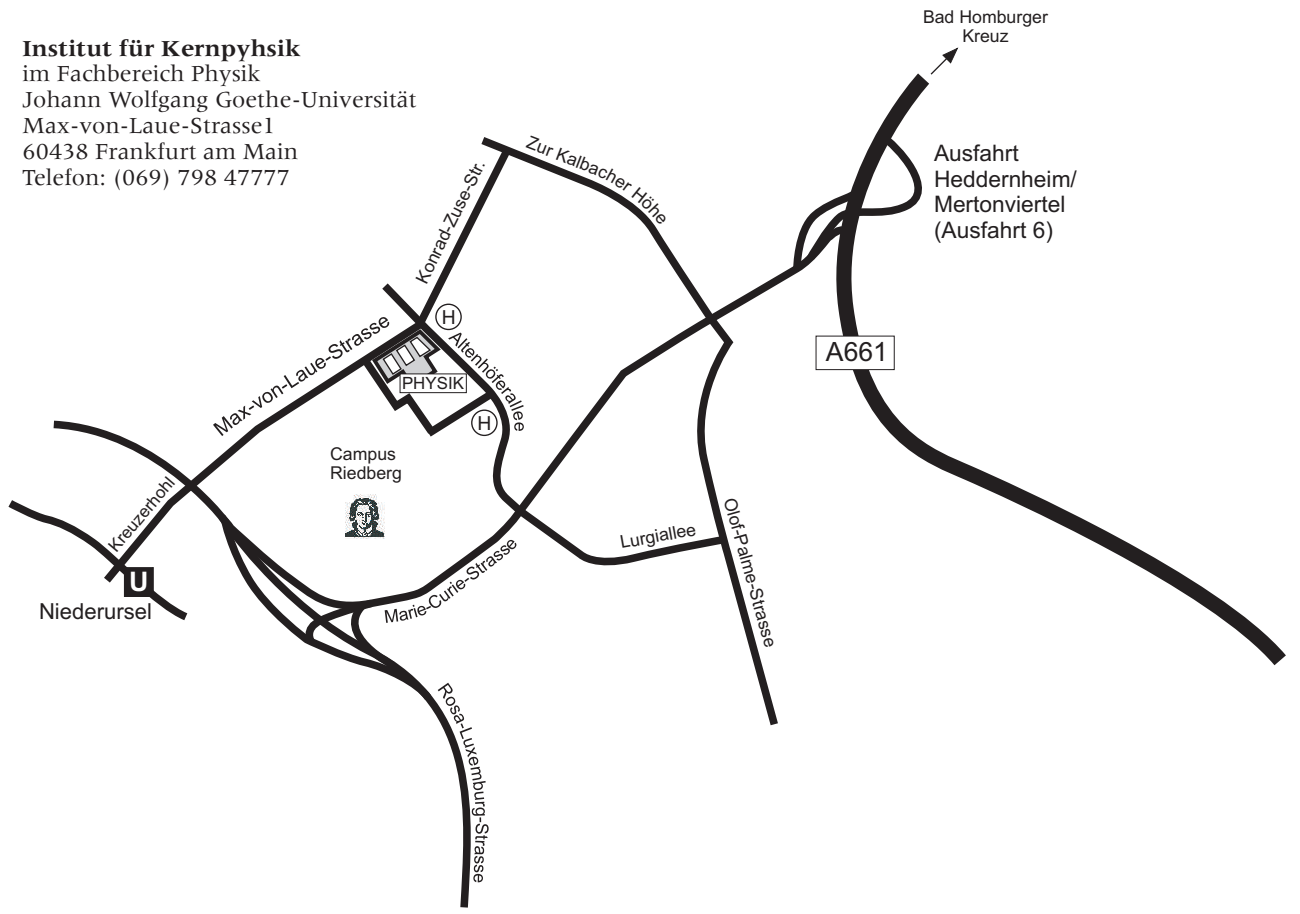 Institut für Kernpyhsik
im Fachbereich Physik
Johann Wolfgang Goethe-Universität
Max-von-Laue-Strasse1
60438 Frankfurt am Main
Telefon: (069) 798 47777
Bad Homburger
Kreuz
Ausfahrt
Heddernheim/
Mertonviertel
(Ausfahrt 6)
Zur Kalbacher Höhe
Konrad-Zuse-Str.
H
Max-von-Laue-Strasse
Altenhöferallee
A661
PHYSIK
H
Campus
Riedberg
Kreuzerhohl
Lurgiallee
Olof-Palme-Strasse
U
Niederursel
Marie-Curie-Strasse
Rosa-Luxemburg-Strasse